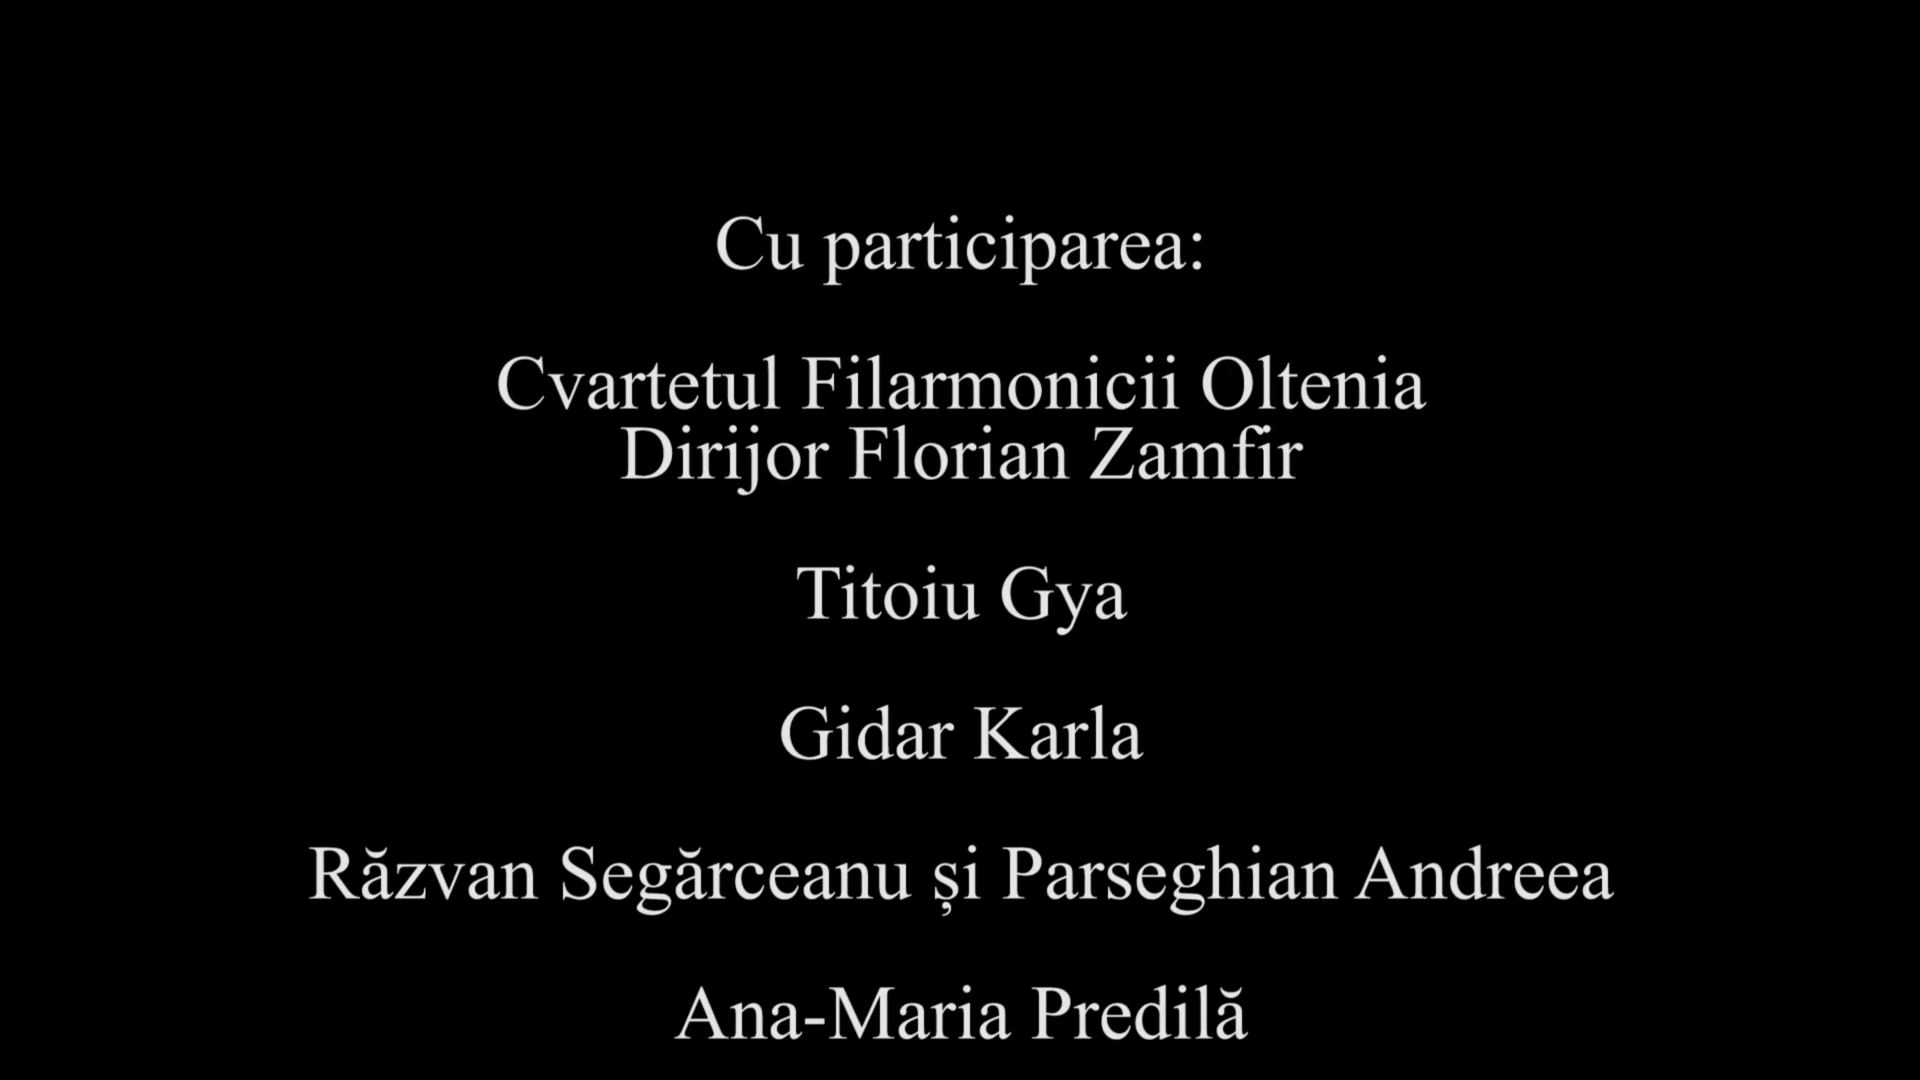 Cu participarea:
Cvartetul Filarmonicii Oltenia
Dirijor Florian Zamfir
Titoiu Gya
Gidar Karla
Răzvan Segărceanu și Parseghian Andreea
Ana-Maria Predilă